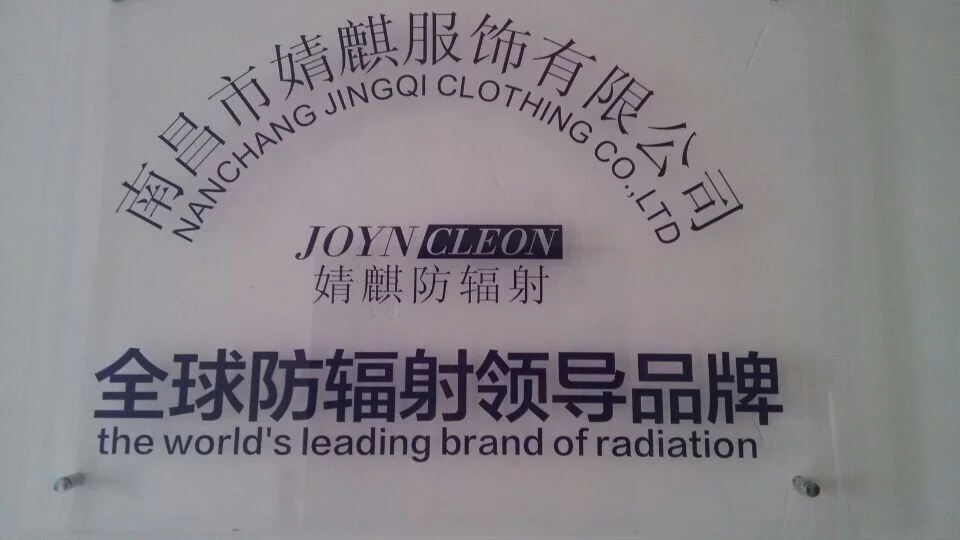 南昌市婧麒服饰有限公司
NANCHANG JINGQI CLOTHING CO.,LTD
JOYN CLEON
婧麒防辐射
全球防辐射领导品牌
the world's leading brand of radiation